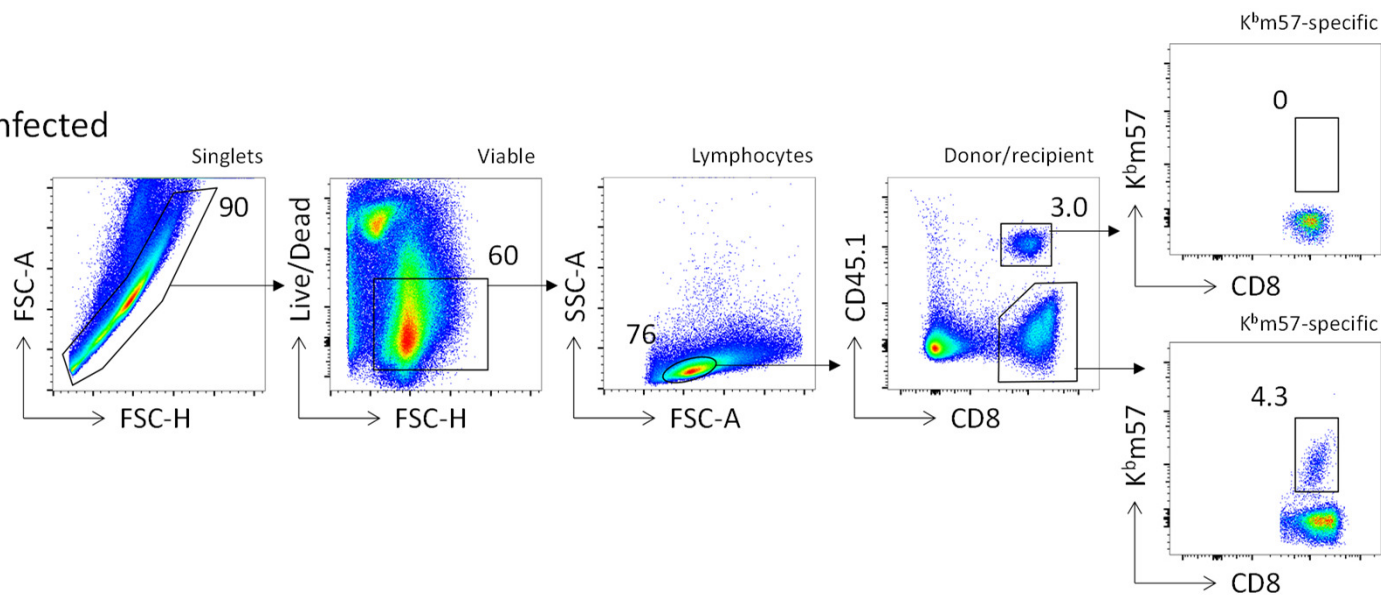 nfected
Singlets
90
FSC-A
FSC-H
Viable
60
Live/Dead
FSC-H
Lymphocytes
76
SSC-A
FSC-A
Donor/recipient
3.0
CD45.1
CD8
Kᵇm57-specific
0
Kᵇm57
CD8
Kᵇm57-specific
4.3
Kᵇm57
CD8